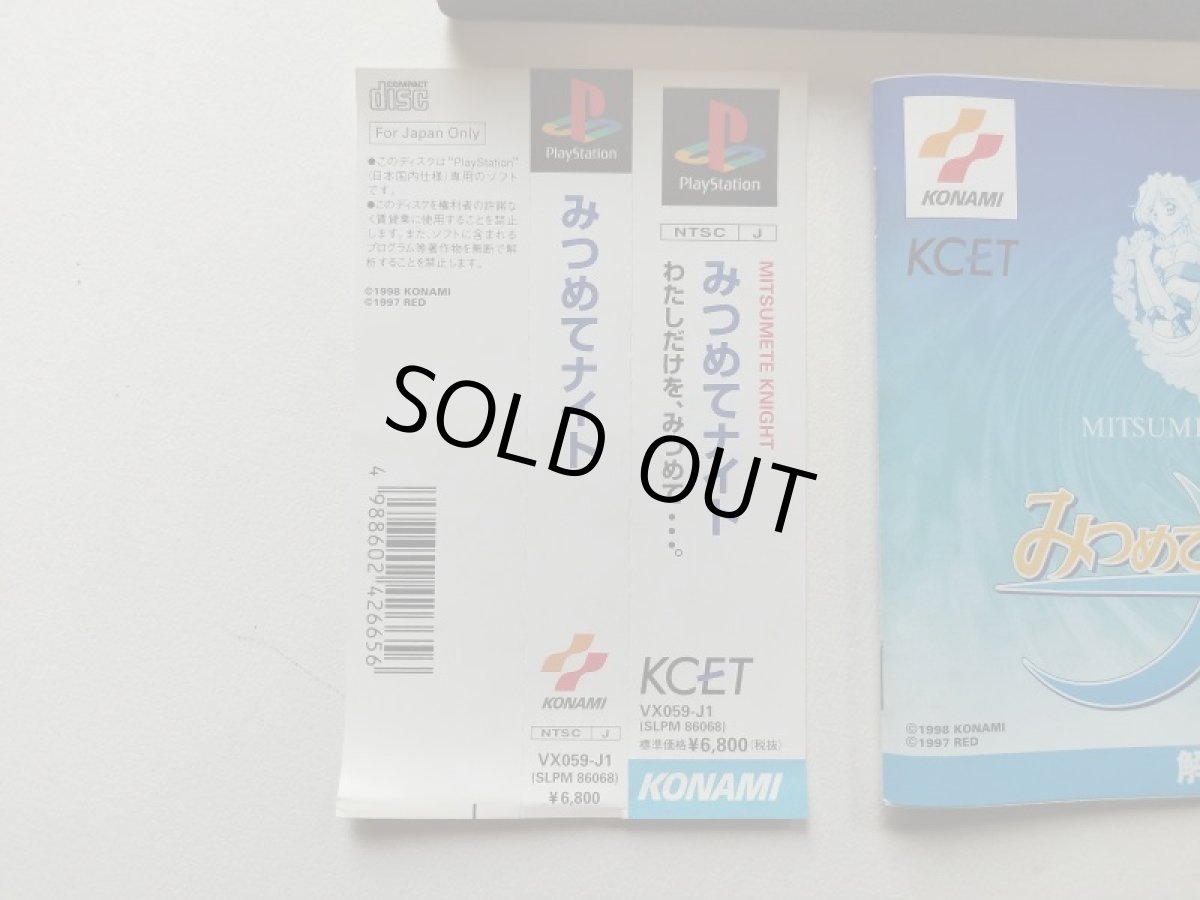 COMPACT
disc
For Japan Only
●このディスクは"PlayStation"
(日本国内仕様)専用のソフト
です。
●このディスクを権利者の許諾な
く賃貸業に使用することを禁止
します。また、ソフトに含まれる
プログラム等著作物を無断で解
析することを禁止します。
©1998 KONAMI
©1997 RED
4 988602 426656
PlayStation
みつめてナイト
KONAMI
NTSC J
VX059-J1
(SLPM 86068)
¥6,800
PlayStation
NTSC J
MITSUMETE KNIGHT
みつめてナイト
わたしだけを、みつめて・・・。
KCET
VX059-J1
(SLPM 86068)
標準価格¥6,800(税抜)
KONAMI
SOLD OUT
KONAMI
KCET
MITSUME
みつめて
©1998 KONAMI
©1997 RED
解